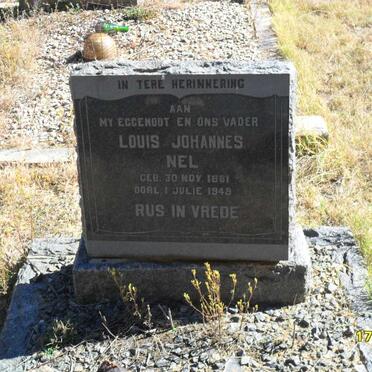 IN TERE HERINNERING
AAN
MY EGGENOOT EN ONS VADER
LOUIS JOHANNES
NEL
GEB. 30 NOV. 1881
OORL. 1 JULIE 1949
RUS IN VREDE
17